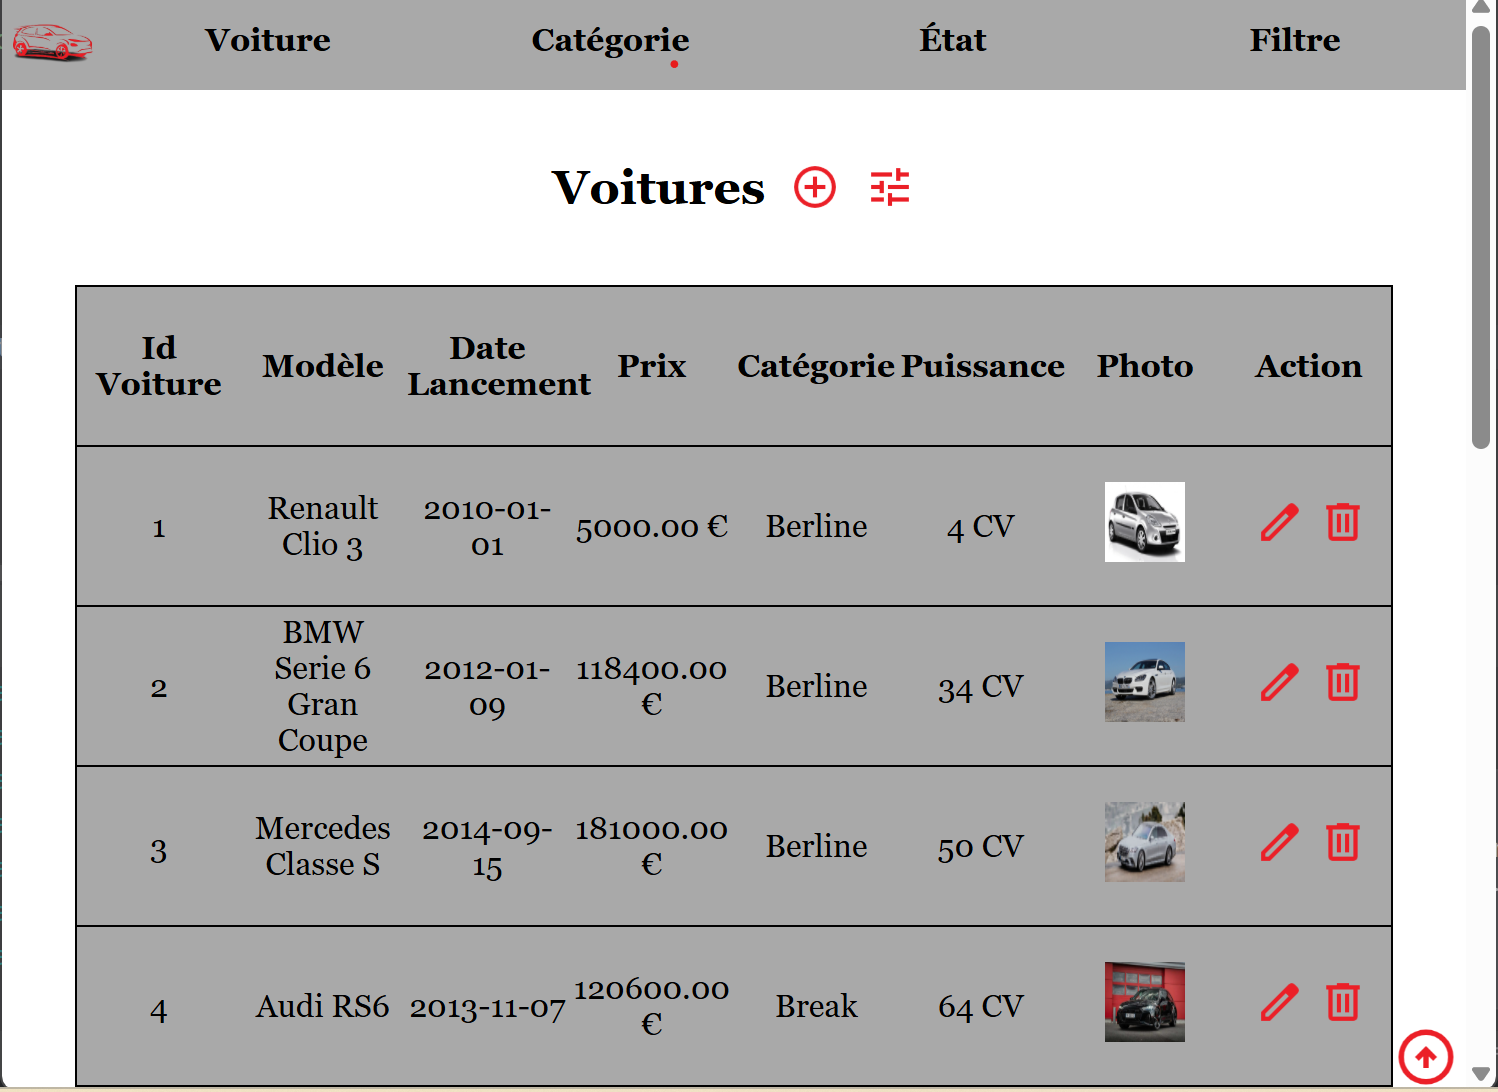 Voiture Catégorie État Filtre
Voitures
Id
Voiture
Modèle
Date
Lancement
Prix
Catégorie
Puissance
Photo
Action
1
Renault
Clio 3
2010-01-
01
5000.00 €
Berline
4 CV
2
BMW
Serie 6
Gran
Coupe
2012-01-
09
118400.00
€
Berline
34 CV
3
Mercedes
Classe S
2014-09-
15
181000.00
€
Berline
50 CV
4
Audi RS6
2013-11-07
120600.00
€
Break
64 CV